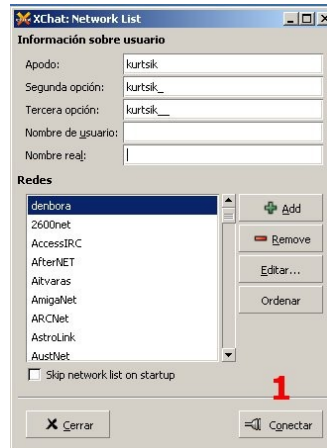 XChat: Network List
Información sobre usuario
Apodo: kurtsik
Segunda opción: kurtsik_
Tercera opción: kurtsik__
Nombre de usuario:
Nombre real:
Redes
denbora
2600net
AccessIRC
AfterNET
Aitvaras
AmigaNet
ARCNet
AstroLink
AustNet
Add
Remove
Editar...
Ordenar
Skip network list on startup
1
Cerrar
Conectar